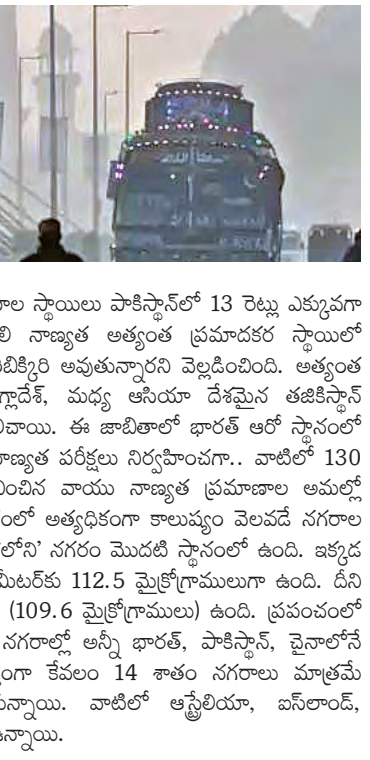 ాల స్థాయిలు పాకిస్థాన్‌లో 13 రెట్లు ఎక్కువగా
లి నాణ్యత అత్యంత ప్రమాదకర స్థాయిలో
రిబిక్కిరి అవుతున్నారని వెల్లడించింది. అత్యంత
గ్లాదేశ్, మధ్య ఆసియా దేశమైన తజికిస్థాన్
చాయి. ఈ జాబితాలో భారత్ ఆరో స్థానంలో
నాణ్యత పరీక్షలు నిర్వహించగా.. వాటిలో 130
ించిన వాయు నాణ్యత ప్రమాణాల అమల్లో
ంలో అత్యధికంగా కాలుష్యం వెలవడే నగరాల
లోని' నగరం మొదటి స్థానంలో ఉంది. ఇక్కడ
మీటర్‌కు 112.5 మైక్రోగ్రాములుగా ఉంది. దీని
(109.6 మైక్రోగ్రాములు) ఉంది. ప్రపంచంలో
నగరాల్లో అన్నీ భారత్, పాకిస్థాన్, చైనాలోనే
ంగా కేవలం 14 శాతం నగరాలు మాత్రమే
న్నాయి. వాటిలో ఆస్ట్రేలియా, ఐస్‌లాండ్,
న్నాయి.